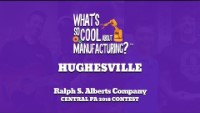 WHAT'S
SO COOL
ABOUT
MANUFACTURING?
HUGHESVILLE
Ralph S. Alberts Company
CENTRAL PA 2018 CONTEST